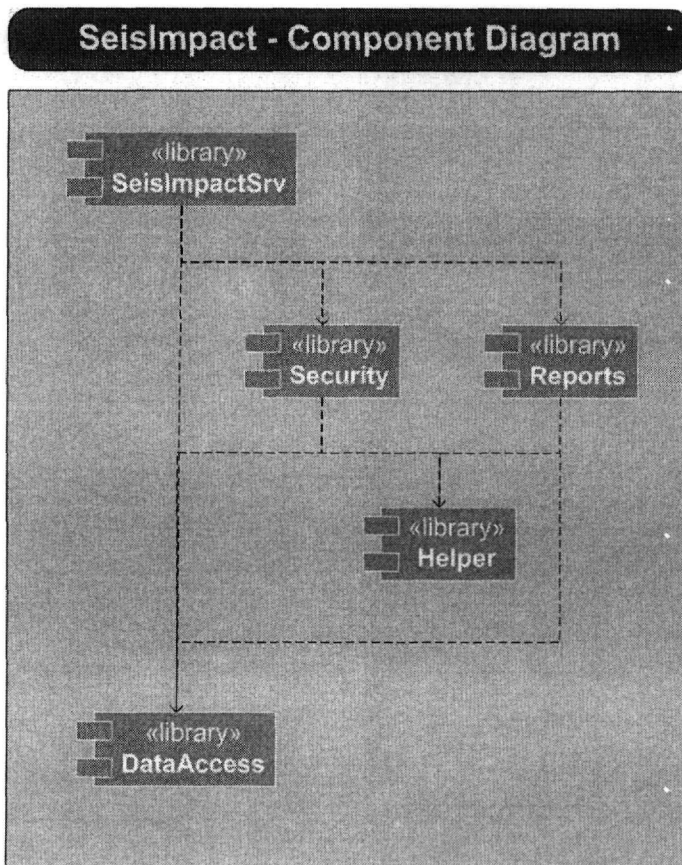 SeisImpact - Component Diagram
«library»
SeisImpactSrv
«library»
Security
«library»
Reports
«library»
Helper
«library»
DataAccess